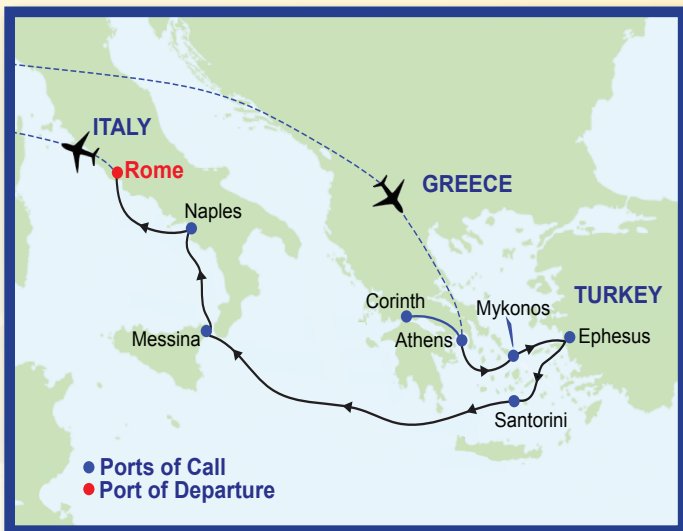 ITALY
Rome
GREECE
Naples
TURKEY
Corinth
Mykonos
Messina
Athens
Ephesus
Santorini
Ports of Call
Port of Departure